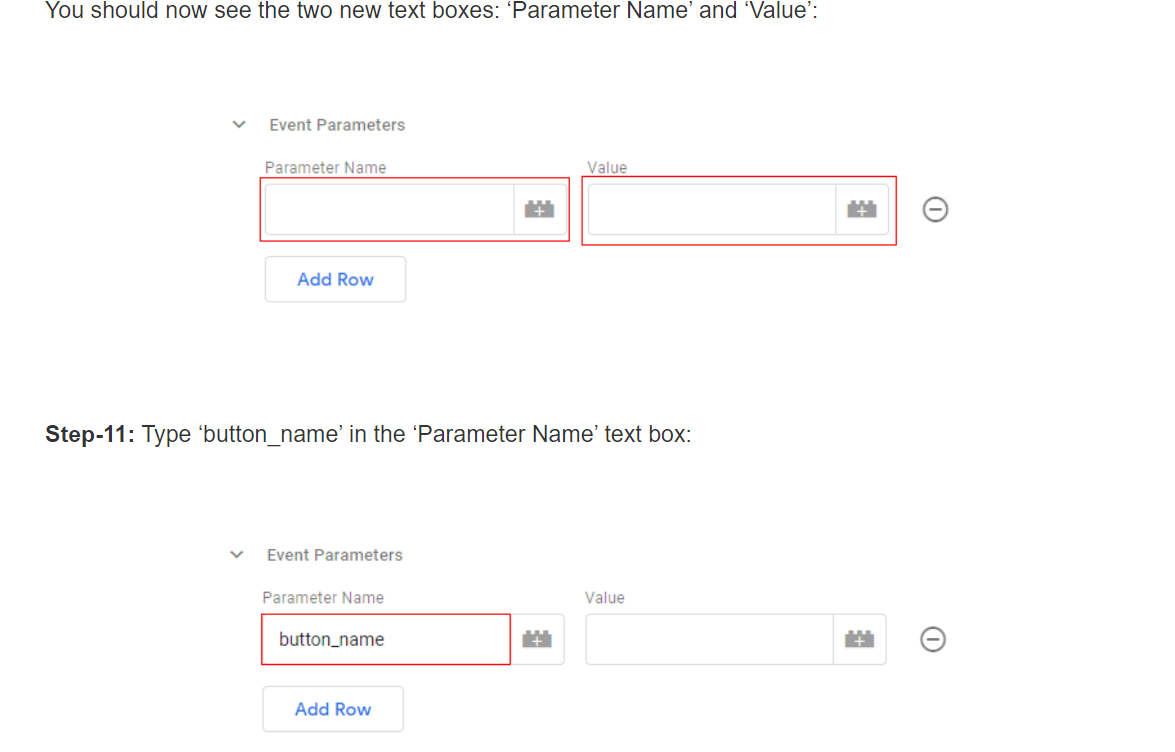 You should now see the two new text boxes: ‘Parameter Name’ and ‘Value’:
Event Parameters
Parameter Name
Value
Add Row
Step-11: Type ‘button_name’ in the ‘Parameter Name’ text box:
Event Parameters
Parameter Name
Value
button_name
Add Row